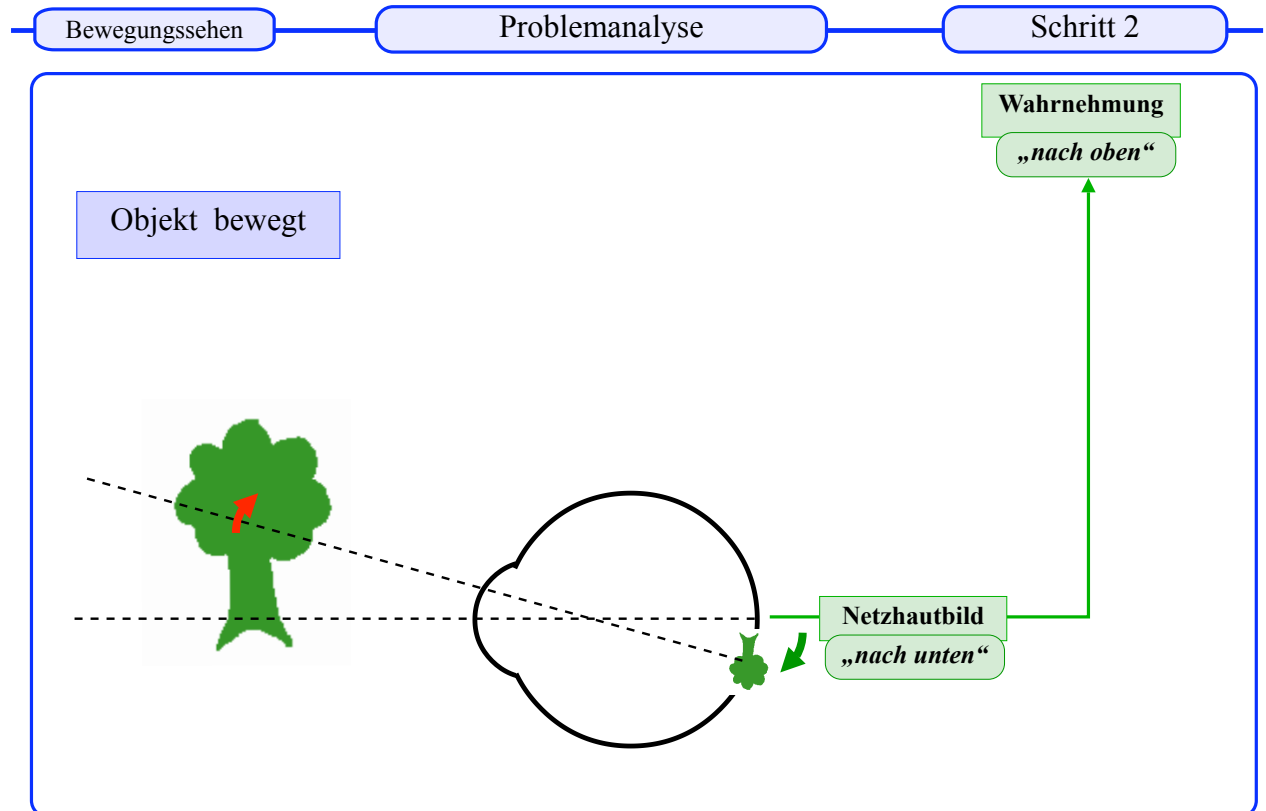 Bewegungssehen
Problemanalyse
Schritt 2
Wahrnehmung
„nach oben“
Objekt bewegt
Netzhautbild
„nach unten“